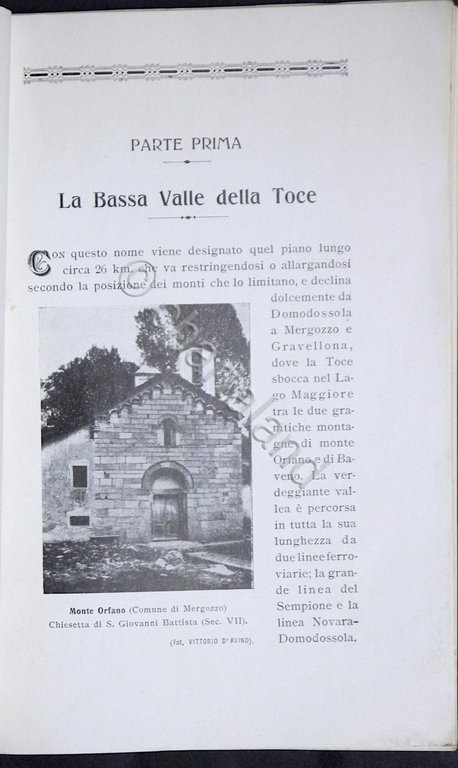 PARTE PRIMA
La Bassa Valle della Toce
CON questo nome viene designato quel piano lungo
circa 26 km. che va restringendosi o allargandosi
secondo la posizione dei monti che lo limitano, e declina
dolcemente da
Domodossola
a Mergozzo e
Gravellona,
dove la Toce
sbocca nel La-
go Maggiore
tra le due gra-
nitiche monta-
gne di monte
Orfano e di Ba-
veno. La ver-
deggiante val-
lea è percorsa
in tutta la sua
lunghezza da
due linee ferro-
viarie; la gran-
de linea del
Sempione e la
linea Novara-
Domodossola.
Monte Orfano (Comune di Mergozzo)
Chiesetta di S. Giovanni Battista (Sec. VII).
(Fot. VITTORIO D'AVINO).